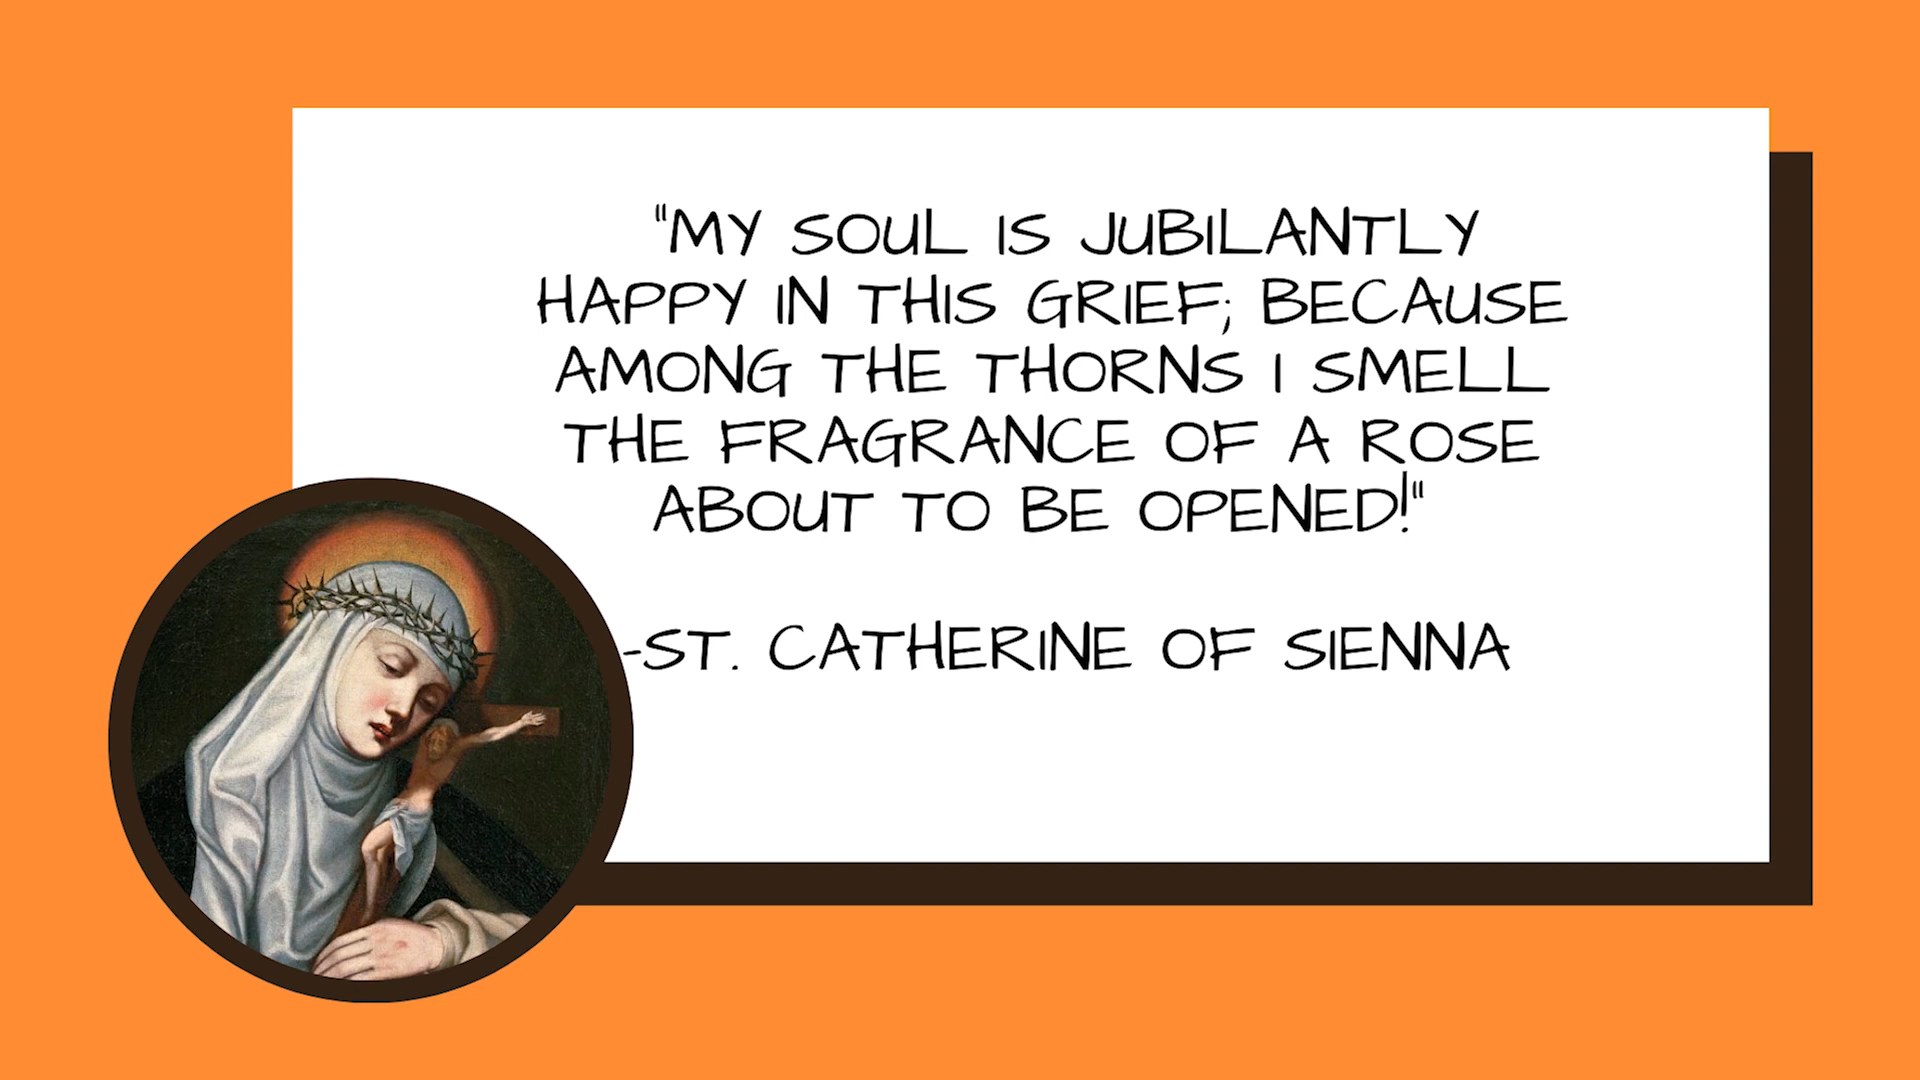 "MY SOUL IS JUBILANTLY
HAPPY IN THIS GRIEF; BECAUSE
AMONG THE THORNS I SMELL
THE FRAGRANCE OF A ROSE
ABOUT TO BE OPENED!"
-ST. CATHERINE OF SIENNA